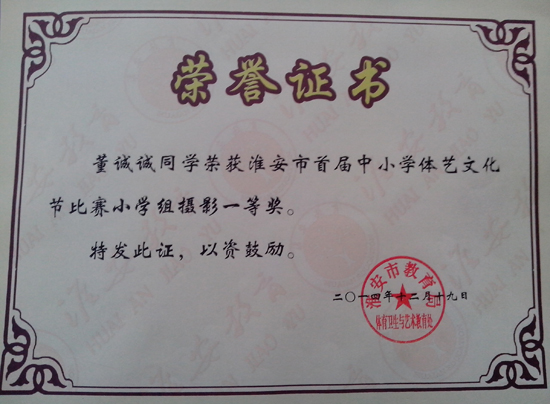 荣誉证书
董诚诚同学荣获淮安市首届中小学体艺文化
节比赛小学组摄影一等奖。
特发此证，以资鼓励。
淮安市教育局
二〇一四年十二月十九日
体育卫生与艺术教育处